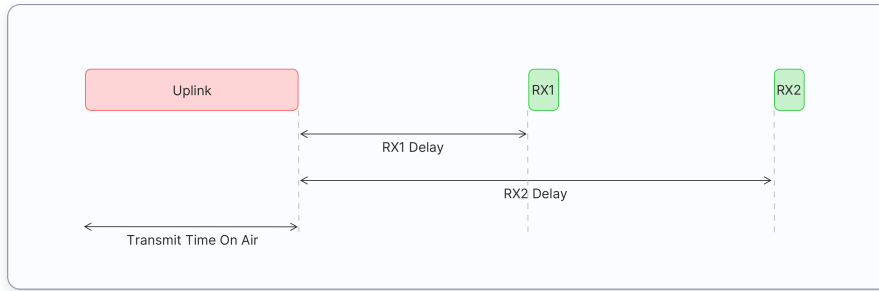 Uplink
RX1
RX2
RX1 Delay
RX2 Delay
Transmit Time On Air